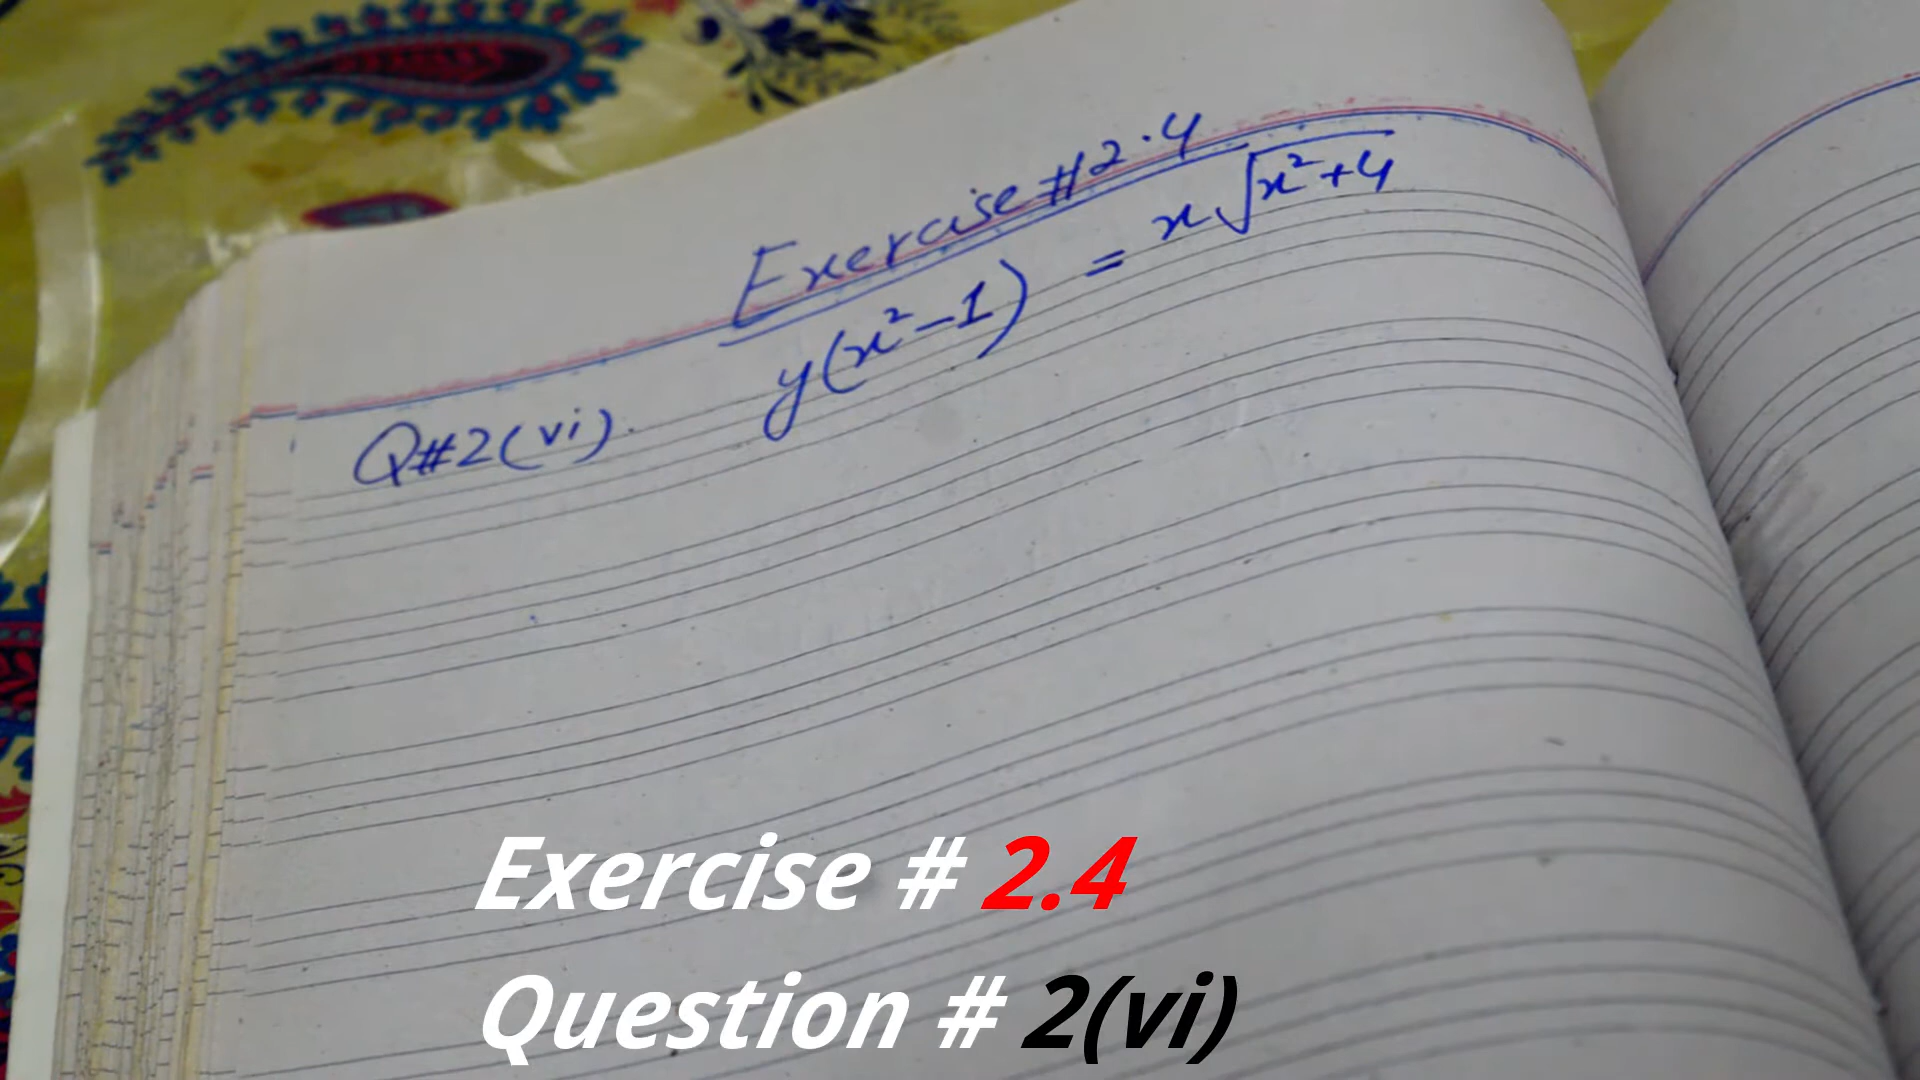 Exercise #2.4
Q#2(vi). y(x²-1) = x√(x²+4)
Exercise # 2.4
Question # 2(vi)